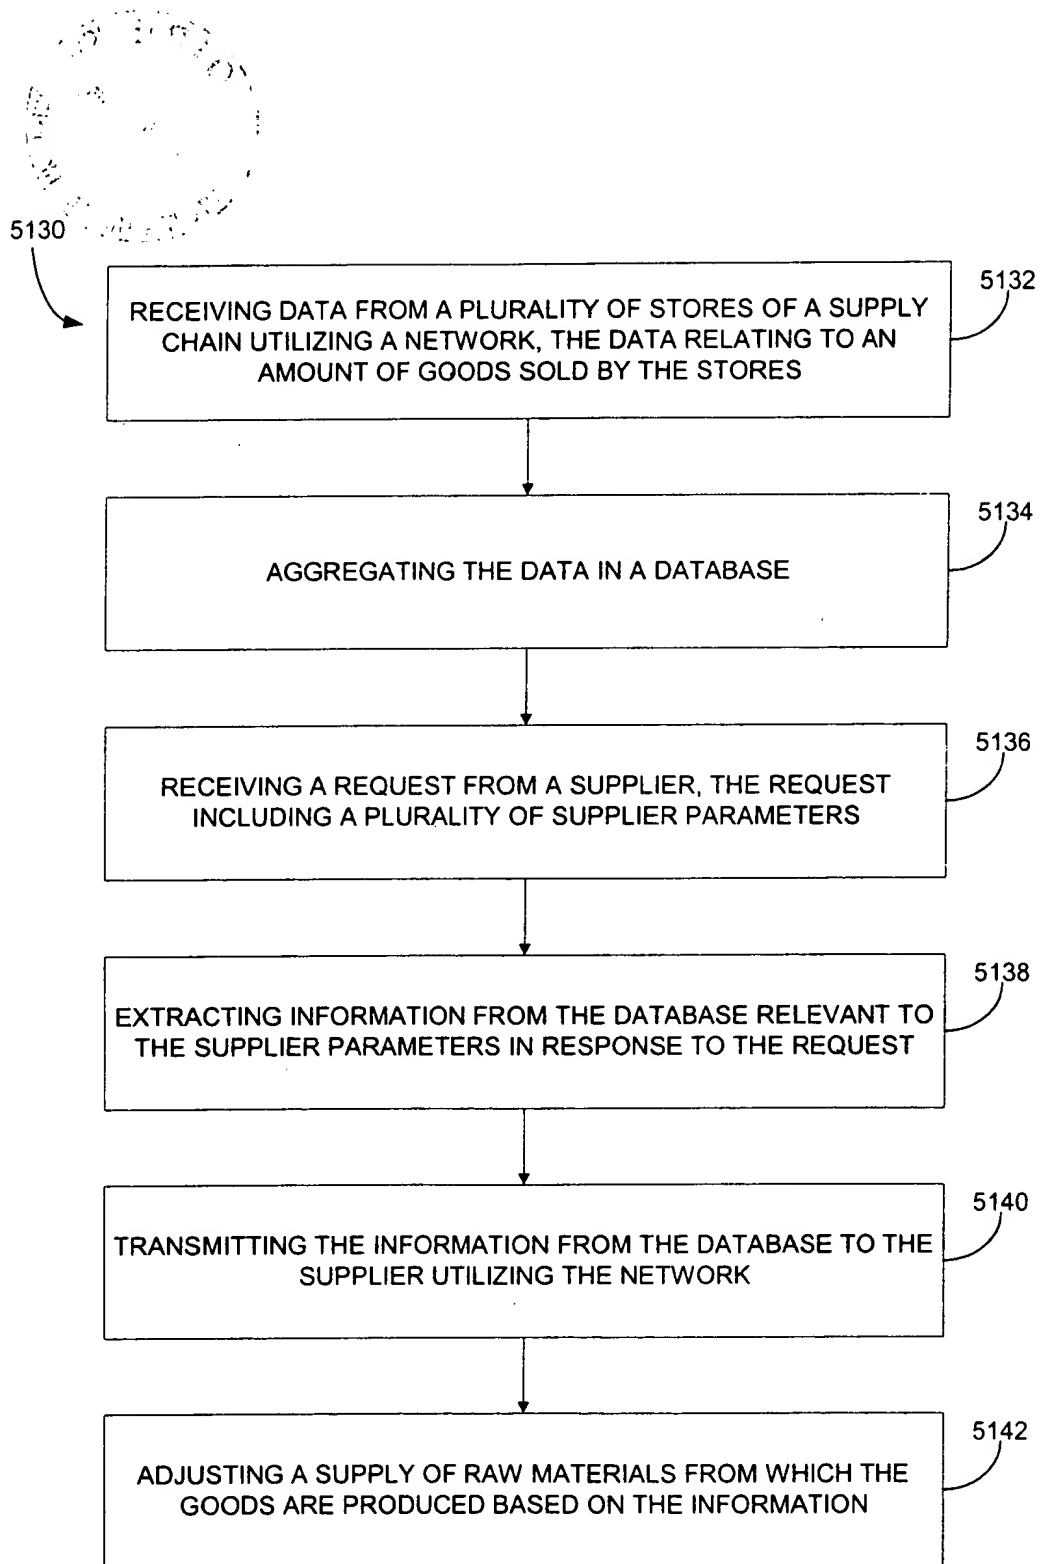 5130
5132
RECEIVING DATA FROM A PLURALITY OF STORES OF A SUPPLY
CHAIN UTILIZING A NETWORK, THE DATA RELATING TO AN
AMOUNT OF GOODS SOLD BY THE STORES
5134
AGGREGATING THE DATA IN A DATABASE
5136
RECEIVING A REQUEST FROM A SUPPLIER, THE REQUEST
INCLUDING A PLURALITY OF SUPPLIER PARAMETERS
5138
EXTRACTING INFORMATION FROM THE DATABASE RELEVANT TO
THE SUPPLIER PARAMETERS IN RESPONSE TO THE REQUEST
5140
TRANSMITTING THE INFORMATION FROM THE DATABASE TO THE
SUPPLIER UTILIZING THE NETWORK
5142
ADJUSTING A SUPPLY OF RAW MATERIALS FROM WHICH THE
GOODS ARE PRODUCED BASED ON THE INFORMATION